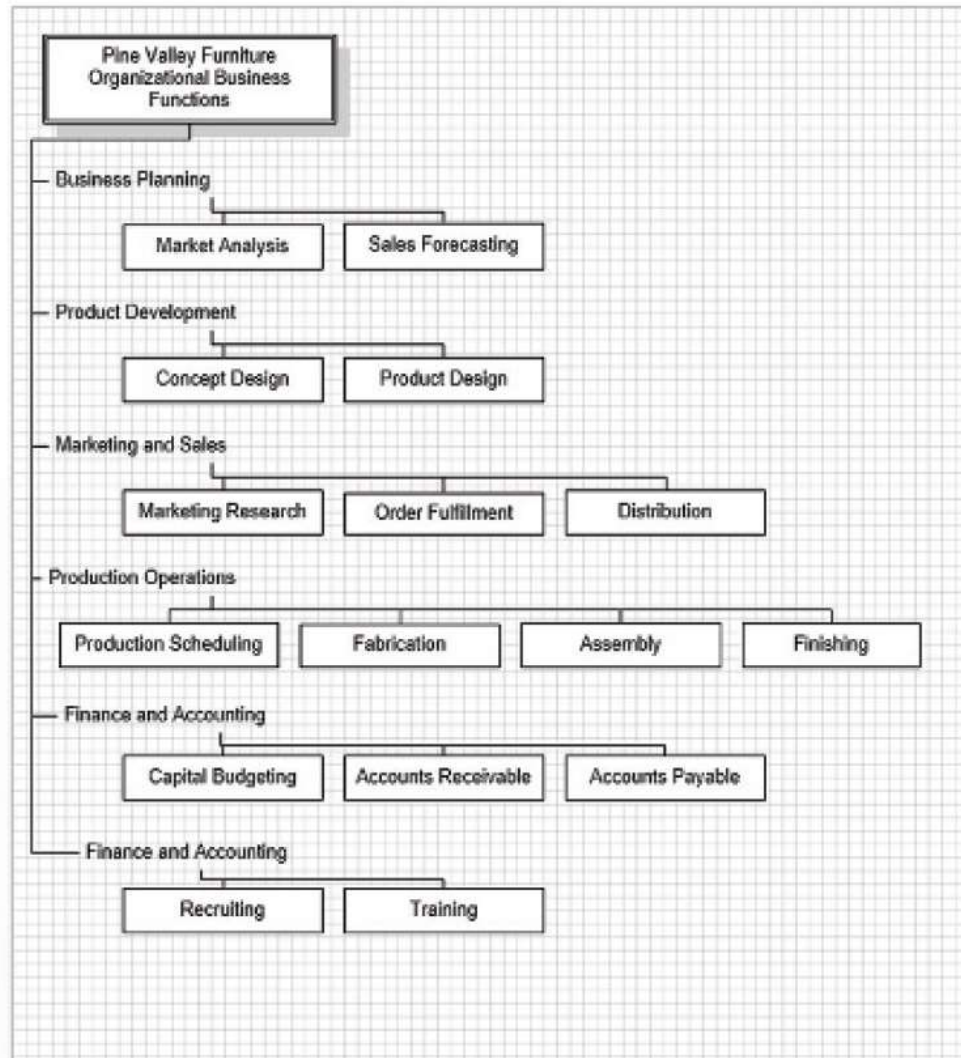 Pine Valley Furniture
Organizational Business
Functions
Business Planning
Market Analysis
Sales Forecasting
Product Development
Concept Design
Product Design
Marketing and Sales
Marketing Research
Order Fulfillment
Distribution
Production Operations
Production Scheduling
Fabrication
Assembly
Finishing
Finance and Accounting
Capital Budgeting
Accounts Receivable
Accounts Payable
Finance and Accounting
Recruiting
Training